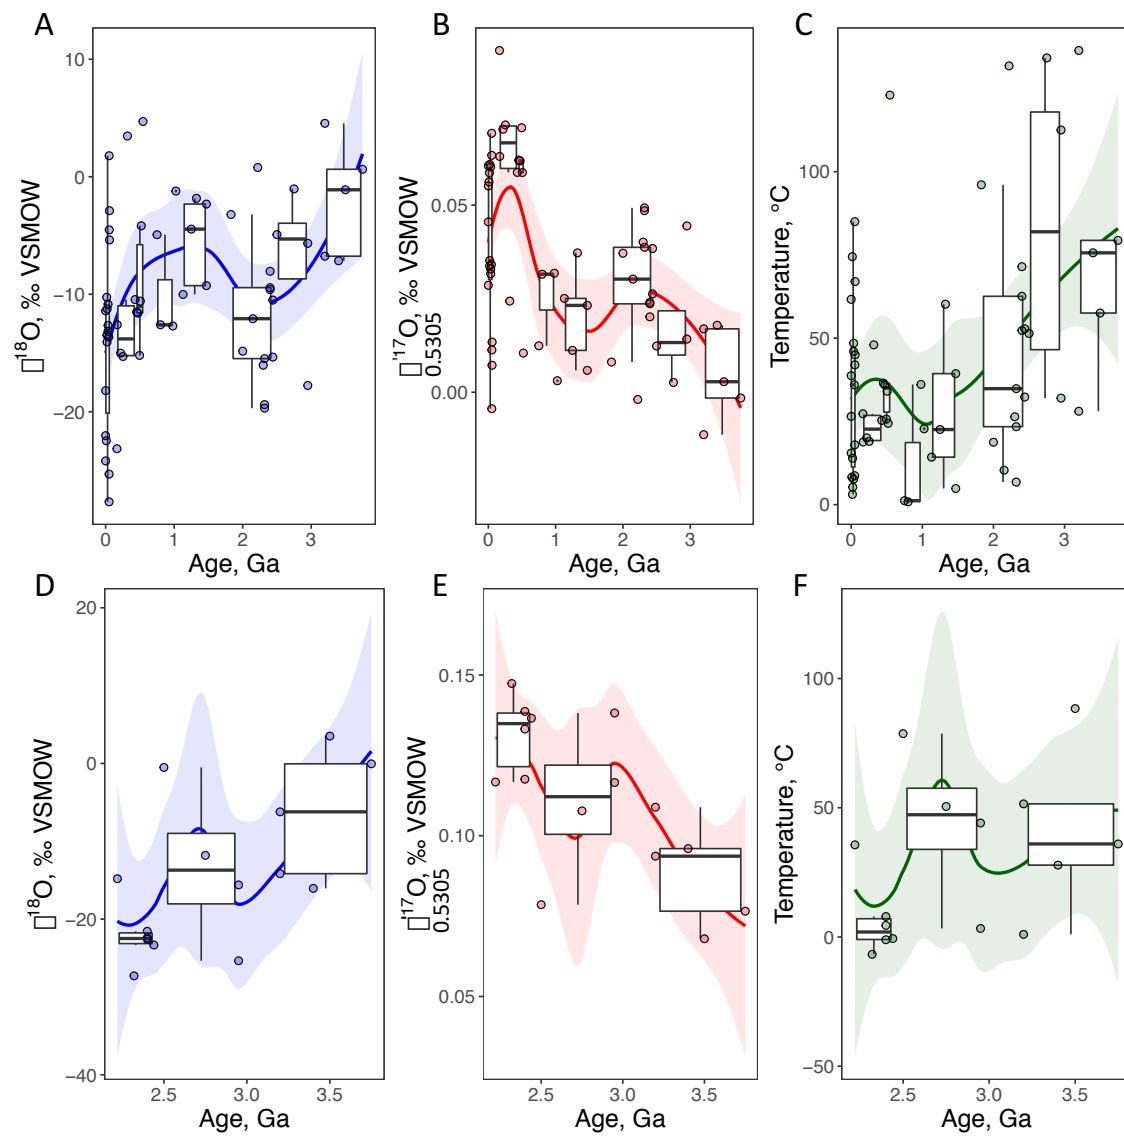 A
B
C
10
0
−10
−20
▯¹⁸O, ‰ VSMOW
0 1 2 3
Age, Ga
0.05
0.00
▯'¹⁷O, ‰ VSMOW
0.5305
0 1 2 3
Age, Ga
100
50
0
Temperature, °C
0 1 2 3
Age, Ga
D
E
F
20
0
−20
−40
▯¹⁸O, ‰ VSMOW
2.5 3.0 3.5
Age, Ga
0.15
0.10
0.05
▯'¹⁷O, ‰ VSMOW
0.5305
2.5 3.0 3.5
Age, Ga
100
50
0
−50
Temperature, °C
2.5 3.0 3.5
Age, Ga